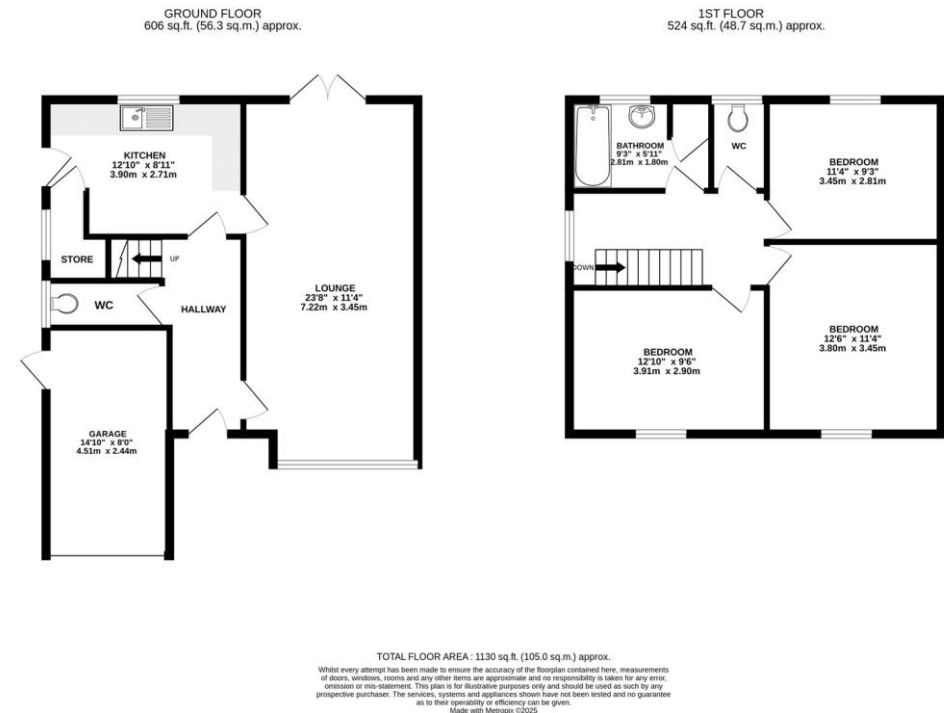 GROUND FLOOR
606 sq.ft. (56.3 sq.m.) approx.
KITCHEN
12'10" x 8'11"
3.90m x 2.71m
STORE
UP
WC
HALLWAY
LOUNGE
23'8" x 11'4"
7.22m x 3.45m
GARAGE
14'10" x 8'0"
4.51m x 2.44m
1ST FLOOR
524 sq.ft. (48.7 sq.m.) approx.
BATHROOM
9'3" x 5'11"
2.81m x 1.80m
WC
BEDROOM
11'4" x 9'3"
3.45m x 2.81m
DOWN
BEDROOM
12'10" x 9'6"
3.91m x 2.90m
BEDROOM
12'6" x 11'4"
3.80m x 3.45m
TOTAL FLOOR AREA : 1130 sq.ft. (105.0 sq.m.) approx.
Whilst every attempt has been made to ensure the accuracy of the floorplan contained here, measurements
of doors, windows, rooms and any other items are approximate and no responsibility is taken for any error,
omission or mis-statement. This plan is for illustrative purposes only and should be used as such by any
prospective purchaser. The services, systems and appliances shown have not been tested and no guarantee
as to their operability or efficiency can be given.
Made with Metropix ©2025